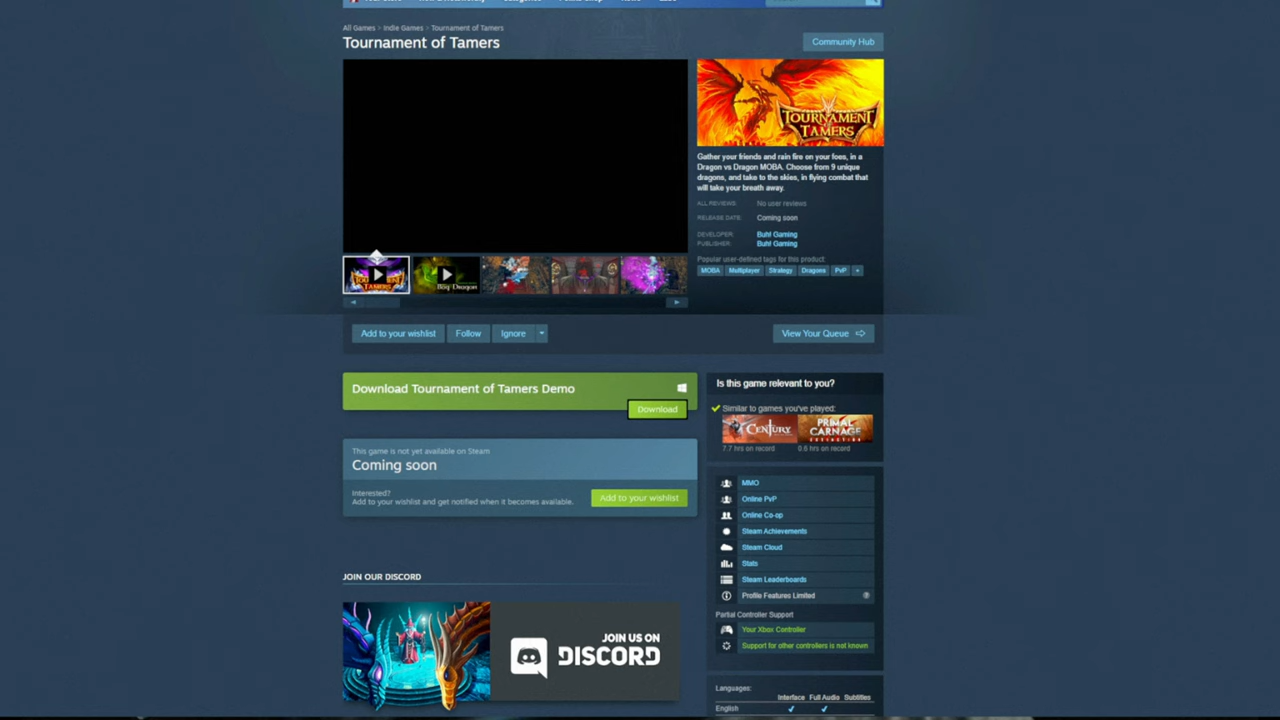 All Games > Indie Games > Tournament of Tamers
Tournament of Tamers
Community Hub
TOURNAMENT
TAMERS
Gather your friends and rain fire on your foes, in a
Dragon vs Dragon MOBA. Choose from 9 unique
dragons, and take to the skies, in flying combat that
will take your breath away.
ALL REVIEWS: No user reviews
RELEASE DATE: Coming soon
DEVELOPER: Buh! Gaming
PUBLISHER: Buh! Gaming
Popular user-defined tags for this product:
MOBA Multiplayer Strategy Dragons PvP +
Add to your wishlist Follow Ignore
View Your Queue
Download Tournament of Tamers Demo
Download
This game is not yet available on Steam
Coming soon
Interested?
Add to your wishlist and get notified when it becomes available.
Add to your wishlist
JOIN OUR DISCORD
JOIN US ON
DISCORD
Is this game relevant to you?
Similar to games you've played:
CENTURY
PRIMAL
CARNAGE
EXTINCTION
7.7 hrs on record 0.6 hrs on record
MMO
Online PvP
Online Co-op
Steam Achievements
Steam Cloud
Stats
Steam Leaderboards
Profile Features Limited
Partial Controller Support
Your Xbox Controller
Support for other controllers is not known
Languages:
Interface Full Audio Subtitles
English ✔ ✔